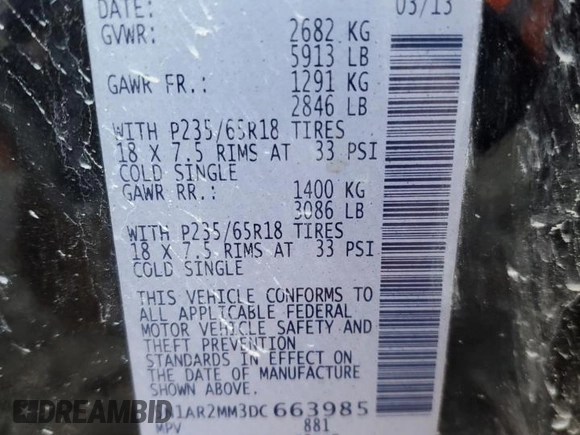 DATE: 03/13
GVWR: 2682 KG
5913 LB
GAWR FR.: 1291 KG
2846 LB
WITH P235/65R18 TIRES
18 X 7.5 RIMS AT 33 PSI
COLD SINGLE
GAWR RR.: 1400 KG
3086 LB
WITH P235/65R18 TIRES
18 X 7.5 RIMS AT 33 PSI
COLD SINGLE
THIS VEHICLE CONFORMS TO
ALL APPLICABLE FEDERAL
MOTOR VEHICLE SAFETY AND
THEFT PREVENTION
STANDARDS IN EFFECT ON
THE DATE OF MANUFACTURE
SHOWN ABOVE.
1AR2MM3DC663985
MPV 881